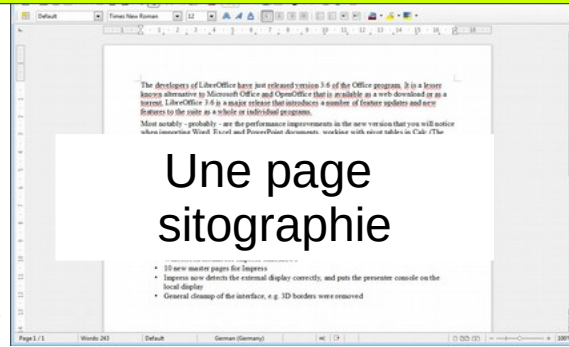 Default Times New Roman 12
The developers of LibreOffice have just released version 3.6 of the Office program. It is a lesser
known alternative to Microsoft Office and OpenOffice that is available as a web download or as a
torrent. LibreOffice 3.6 is a major release that introduces a number of feature updates and new
features to the suite as a whole or individual programs.
Most notably - probably - are the performance improvements in the new version that you will notice
when importing Word, Excel and PowerPoint documents, working with pivot tables in Calc (The
Une page
sitographie
• 10 new master pages for Impress
• Impress now detects the external display correctly, and puts the presenter console on the
local display
• General cleanup of the interface, e.g. 3D borders were removed
Page 1 / 1 Words: 243 Default German (Germany) 100%